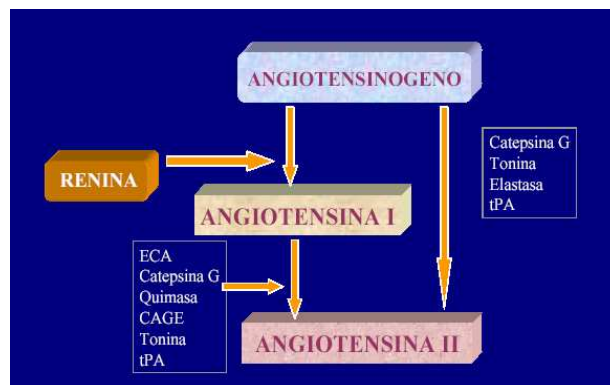 ANGIOTENSINOGENO
Catepsina G
Tonina
Elastasa
tPA
RENINA
ANGIOTENSINA I
ECA
Catepsina G
Quimasa
CAGE
Tonina
tPA
ANGIOTENSINA II